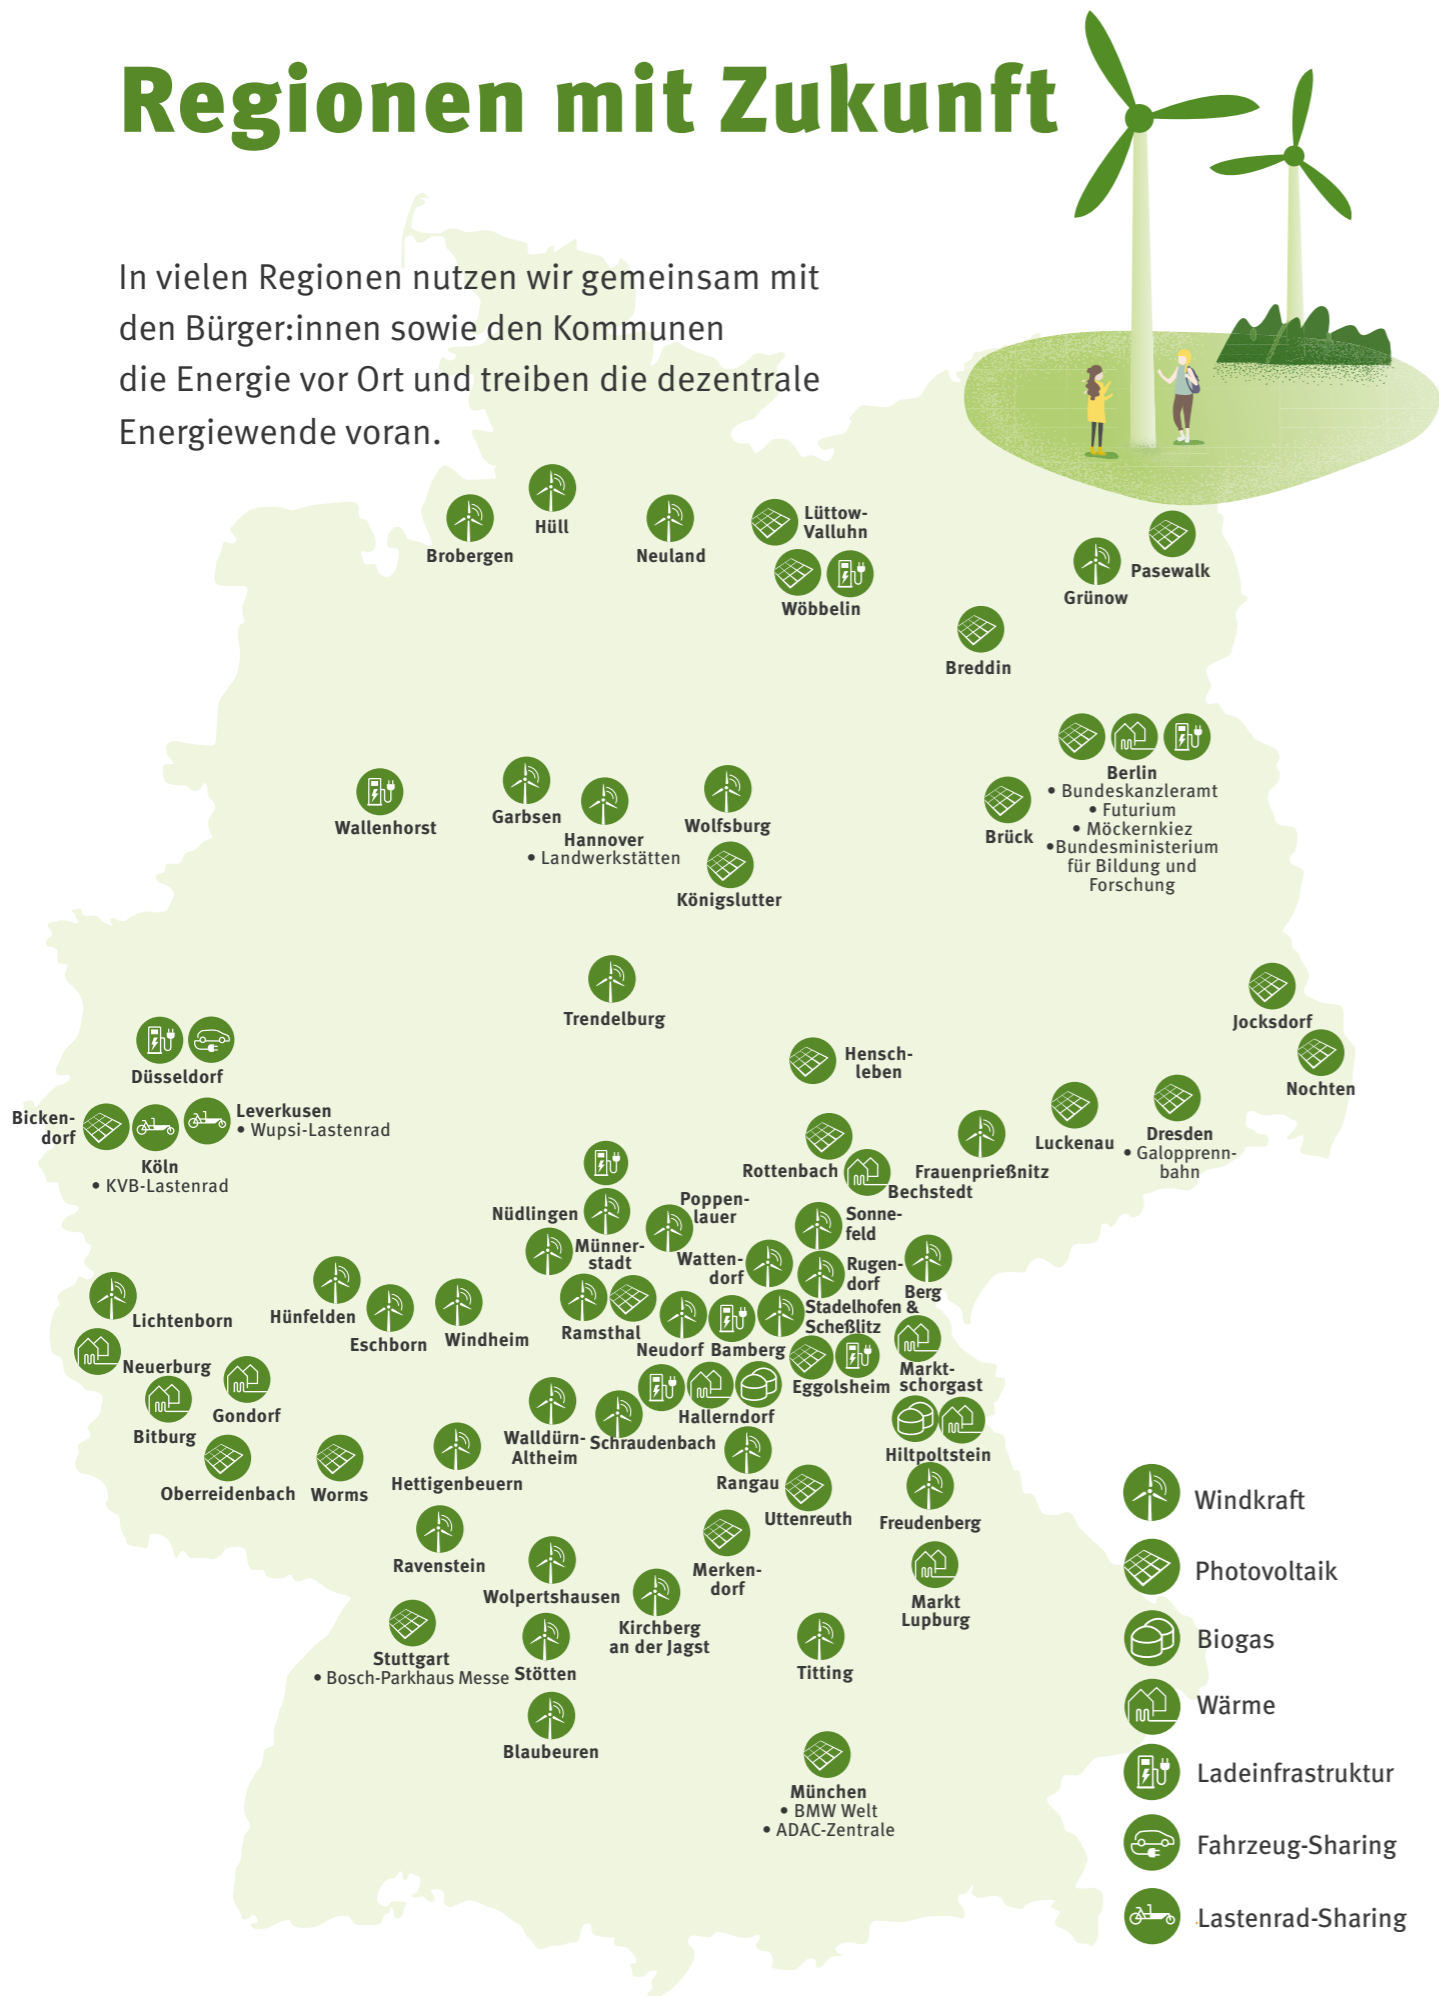 Regionen mit Zukunft
In vielen Regionen nutzen wir gemeinsam mit
den Bürger:innen sowie den Kommunen
die Energie vor Ort und treiben die dezentrale
Energiewende voran.
Hüll
Brobergen
Neuland
Lüttow-
Valluhn
Wöbbelin
Pasewalk
Grünow
Breddin
Berlin
• Bundeskanzleramt
• Futurium
• Möckernkiez
•Bundesministerium
für Bildung und
Forschung
Brück
Wallenhorst
Garbsen
Hannover
• Landwerkstätten
Wolfsburg
Königslutter
Trendelburg
Jocksdorf
Nochten
Düsseldorf
Bicken-
dorf
Köln
• KVB-Lastenrad
Leverkusen
• Wupsi-Lastenrad
Hensch-
leben
Luckenau
Dresden
• Galopprenn-
bahn
Rottenbach
Bechstedt
Frauenprießnitz
Nüdlingen
Münner-
stadt
Poppen-
lauer
Sonne-
feld
Watten-
dorf
Rugen-
dorf
Berg
Lichtenborn
Hünfelden
Eschborn
Windheim
Ramsthal
Neudorf
Bamberg
Stadelhofen &
Scheßlitz
Neuerburg
Bitburg
Gondorf
Eggolsheim
Markt-
schorgast
Hallerndorf
Walldürn-
Altheim
Schraudenbach
Hiltpoltstein
Oberreidenbach
Worms
Hettigenbeuern
Rangau
Uttenreuth
Freudenberg
Ravenstein
Wolpertshausen
Merken-
dorf
Markt
Lupburg
Kirchberg
an der Jagst
Stuttgart
• Bosch-Parkhaus Messe
Stötten
Titting
Blaubeuren
München
• BMW Welt
• ADAC-Zentrale
Windkraft
Photovoltaik
Biogas
Wärme
Ladeinfrastruktur
Fahrzeug-Sharing
Lastenrad-Sharing